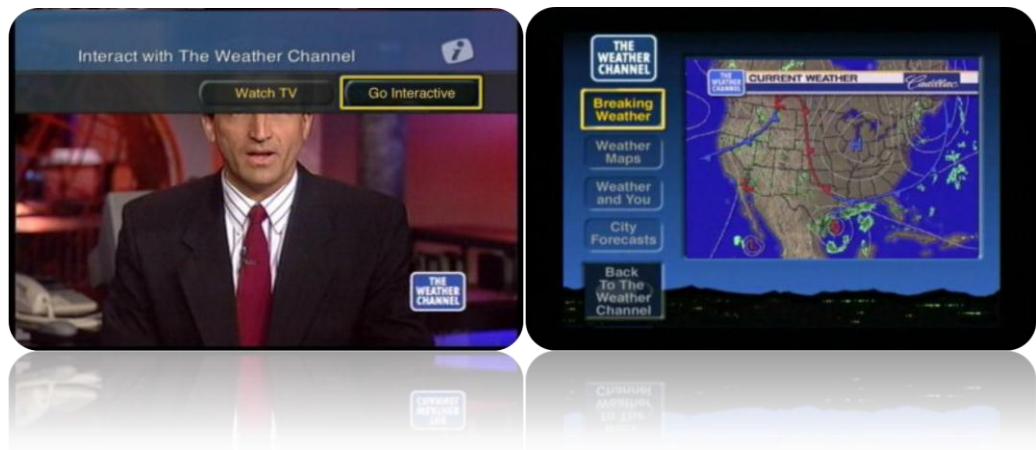 Interact with The Weather Channel
i
Watch TV
Go Interactive
THE
WEATHER
CHANNEL
THE
WEATHER
CHANNEL
Breaking
Weather
Weather
Maps
Weather
and You
City
Forecasts
Back
To The
Weather
Channel
THE
WEATHER
CHANNEL
CURRENT WEATHER
Cadillac
H
L